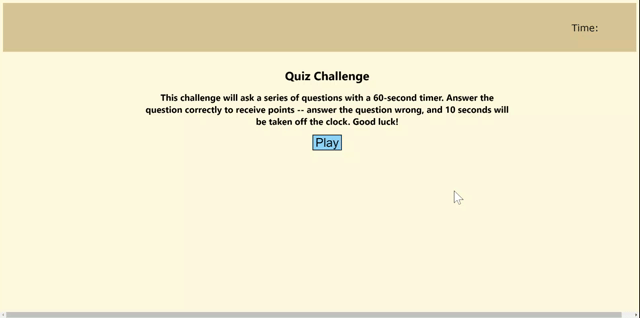 Time:
Quiz Challenge
This challenge will ask a series of questions with a 60-second timer. Answer the
question correctly to receive points -- answer the question wrong, and 10 seconds will
be taken off the clock. Good luck!
Play